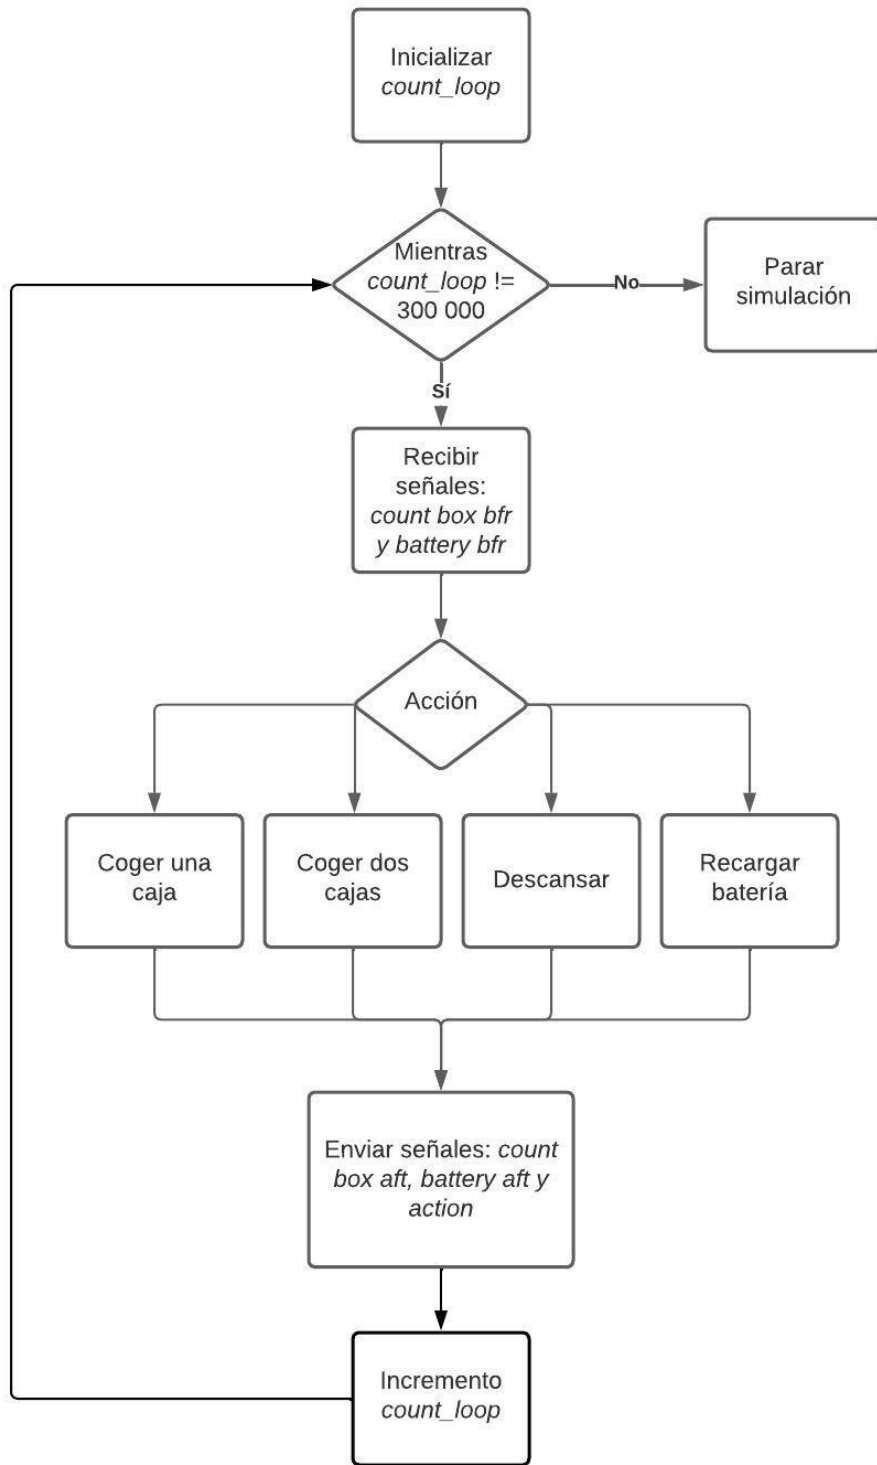 Inicializar
count_loop
Mientras
count_loop !=
300 000
No
Parar
simulación
Sí
Recibir
señales:
count box bfr
y battery bfr
Acción
Coger una
caja
Coger dos
cajas
Descansar
Recargar
batería
Enviar señales: count
box aft, battery aft y
action
Incremento
count_loop